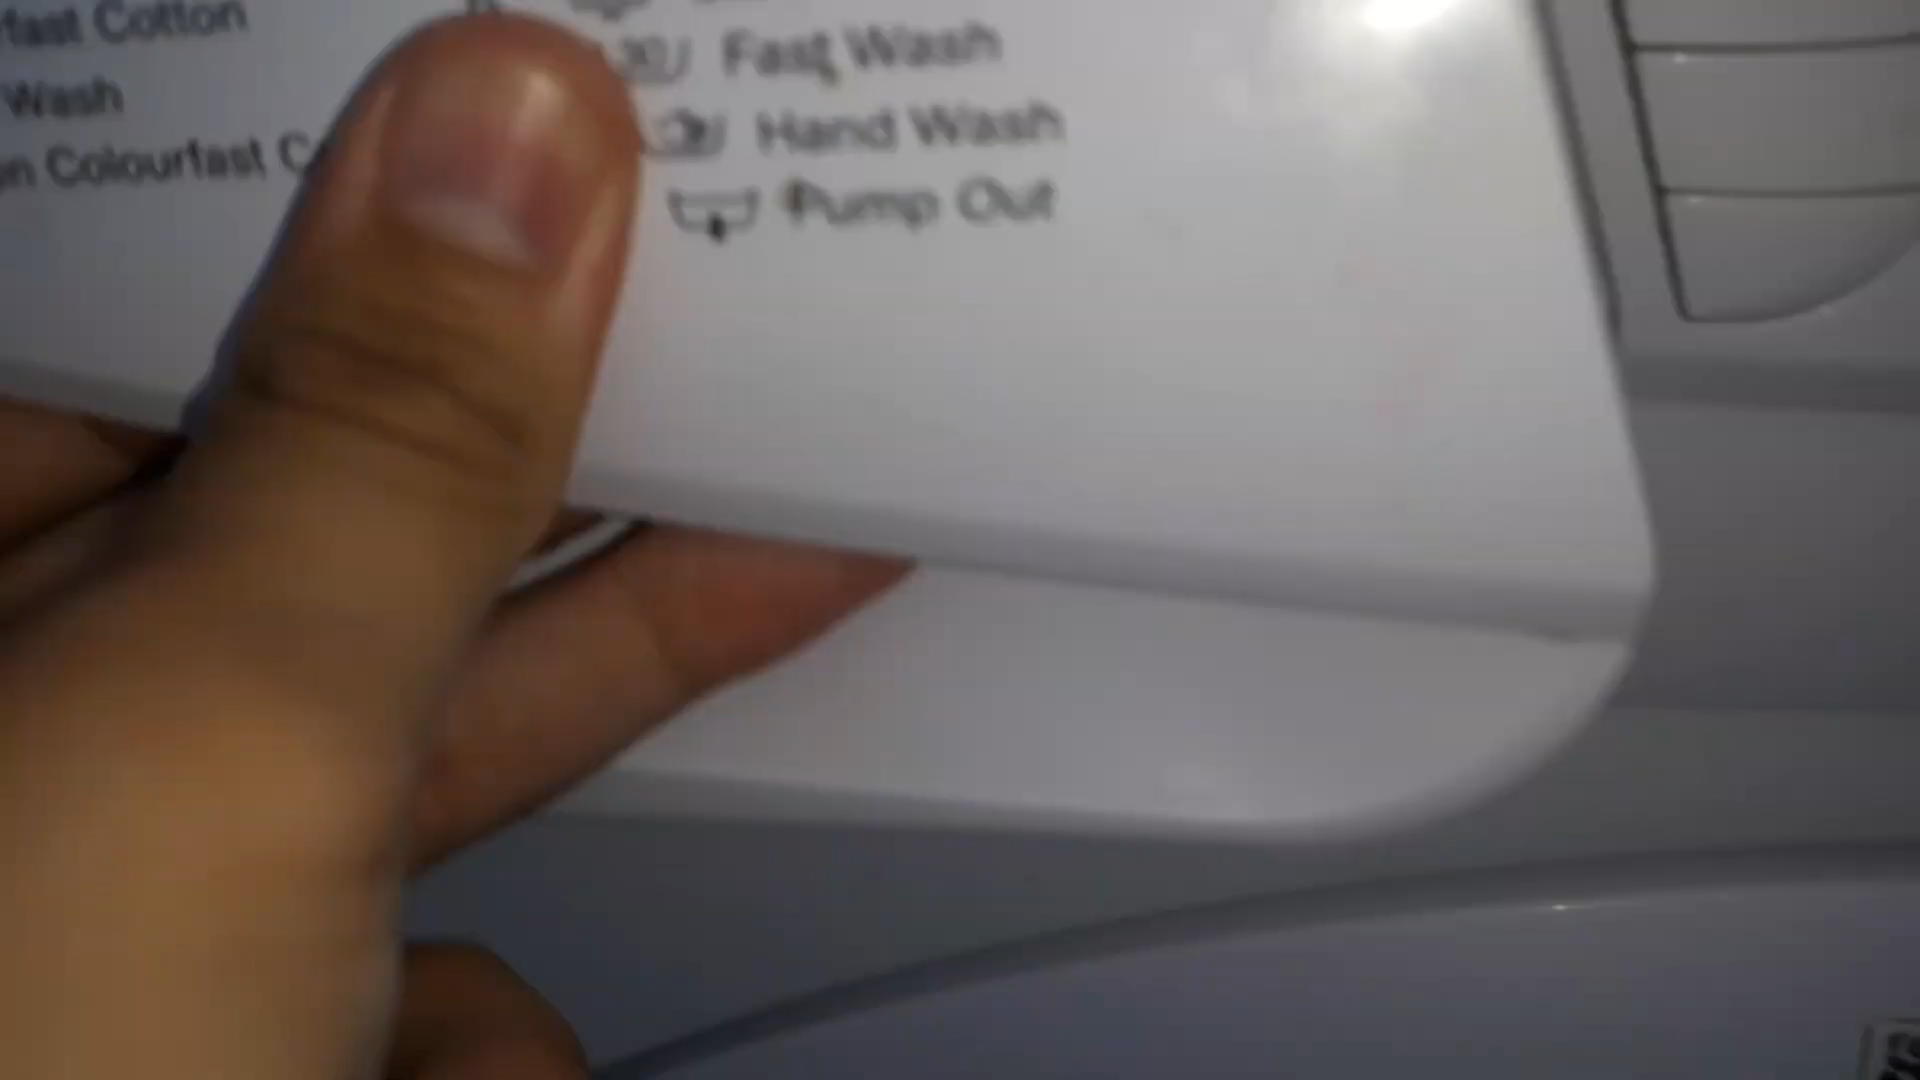 fast Cotton
Wash
Colourfast
Fast Wash
Hand Wash
Pump Out